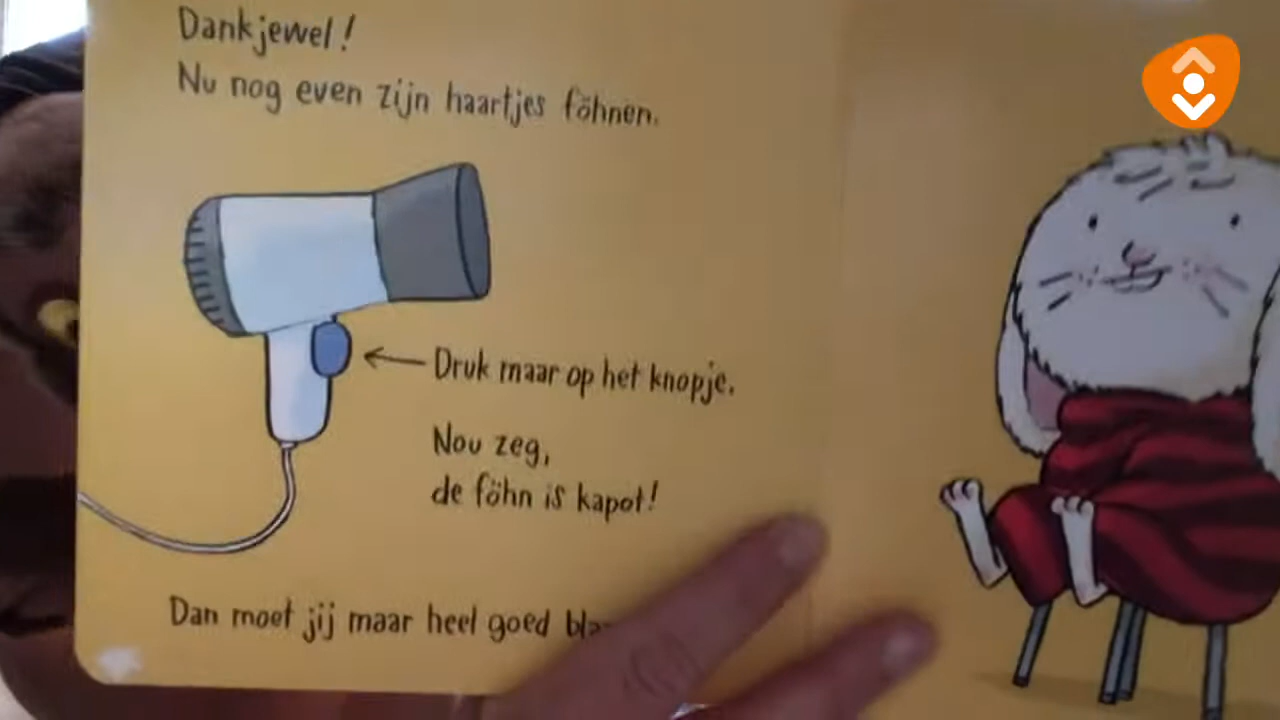 Dankjewel!
Nu nog even zijn haartjes föhnen.
Druk maar op het knopje.
Nou zeg,
de föhn is kapot!
Dan moet jij maar heel goed